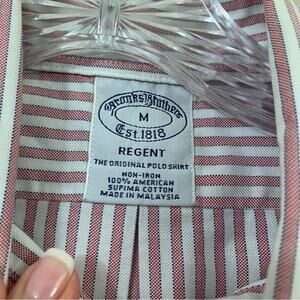 Brooks Brothers
M
Est. 1818
REGENT
THE ORIGINAL POLO SHIRT
NON-IRON
100% AMERICAN
SUPIMA COTTON
MADE IN MALAYSIA